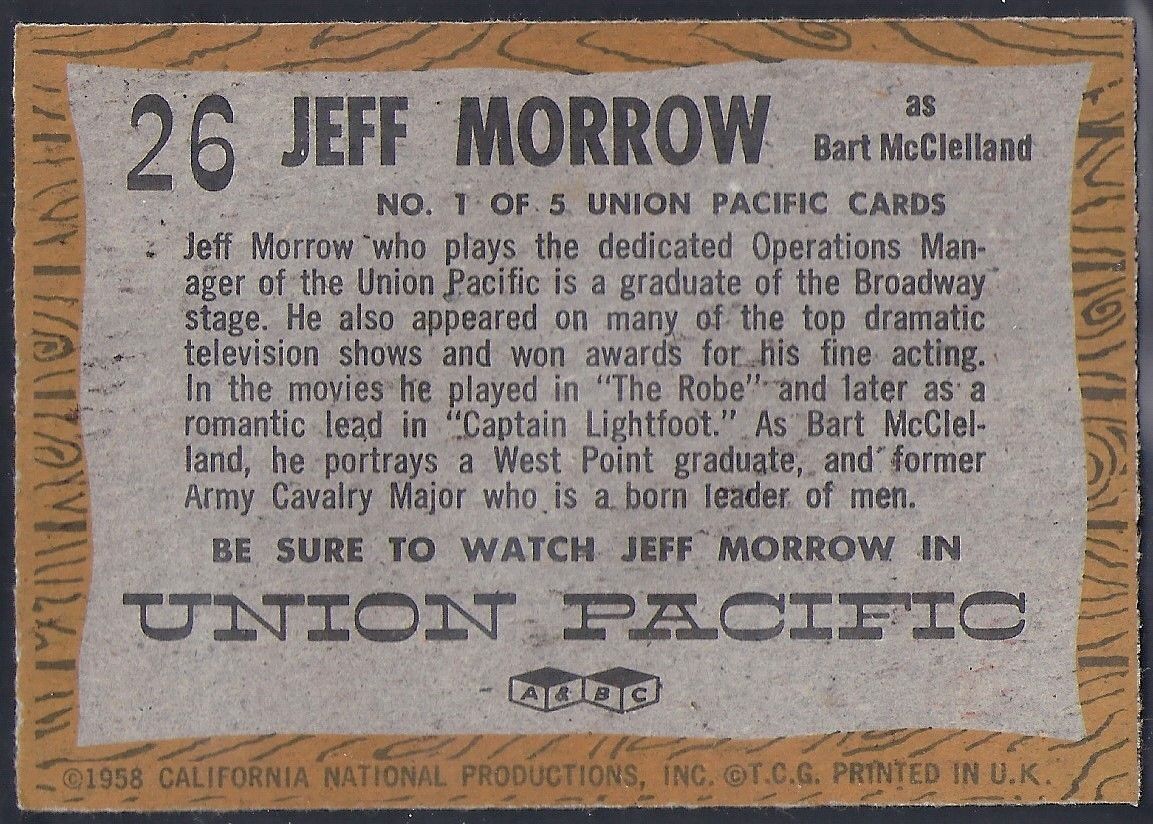 26 JEFF MORROW as Bart McClelland
NO. 1 OF 5 UNION PACIFIC CARDS
Jeff Morrow who plays the dedicated Operations Man-
ager of the Union Pacific is a graduate of the Broadway
stage. He also appeared on many of the top dramatic
television shows and won awards for his fine acting.
In the movies he played in "The Robe" and later as a
romantic lead in "Captain Lightfoot." As Bart McClel-
land, he portrays a West Point graduate, and former
Army Cavalry Major who is a born leader of men.
BE SURE TO WATCH JEFF MORROW IN
UNION PACIFIC
A & B C
©1958 CALIFORNIA NATIONAL PRODUCTIONS, INC. ©T.C.G. PRINTED IN U.K.